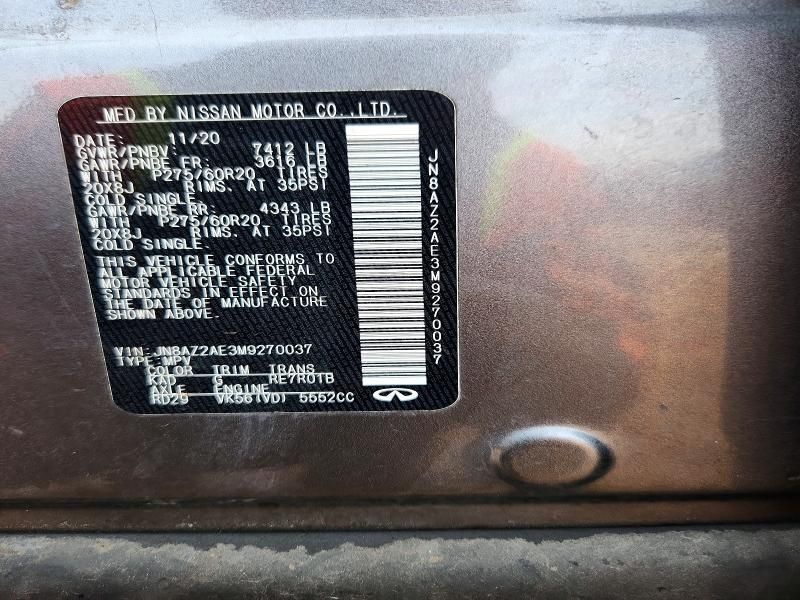 MFD BY NISSAN MOTOR CO.,LTD.
DATE: 11/20
GVWR/PNBV: 7412 LB
GAWR/PNBE FR: 3616 LB
WITH P275/60R20 TIRES
20X8J RIMS. AT 35PSI
COLD SINGLE.
GAWR/PNBE RR: 4343 LB
WITH P275/60R20 TIRES
20X8J RIMS. AT 35PSI
COLD SINGLE.
THIS VEHICLE CONFORMS TO
ALL APPLICABLE FEDERAL
MOTOR VEHICLE SAFETY
STANDARDS IN EFFECT ON
THE DATE OF MANUFACTURE
SHOWN ABOVE.
VIN: JN8AZ2AE3M9270037
TYPE: MPV
COLOR TRIM TRANS
KAD G RE7R01B
AXLE ENGINE
RD29 VK56(VD) 5552CC
JN8AZ2AE3M9270037